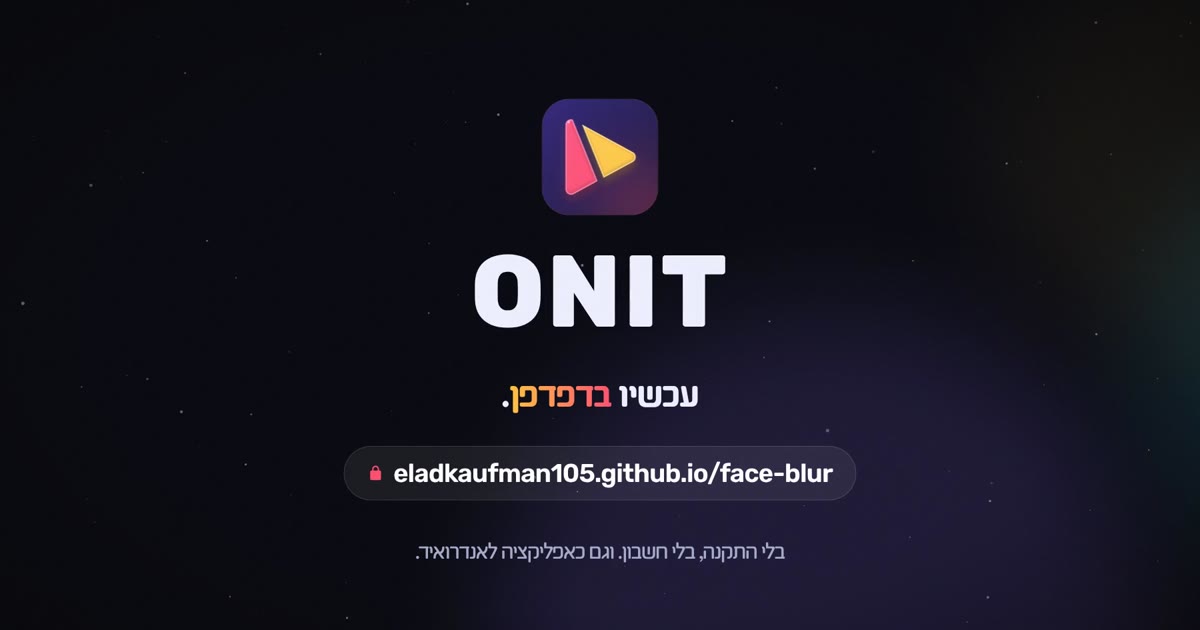 ONIT
עכשיו בדפדפן.
eladkaufman105.github.io/face-blur
בלי התקנה, בלי חשבון. וגם כאפליקציה לאנדרואיד.